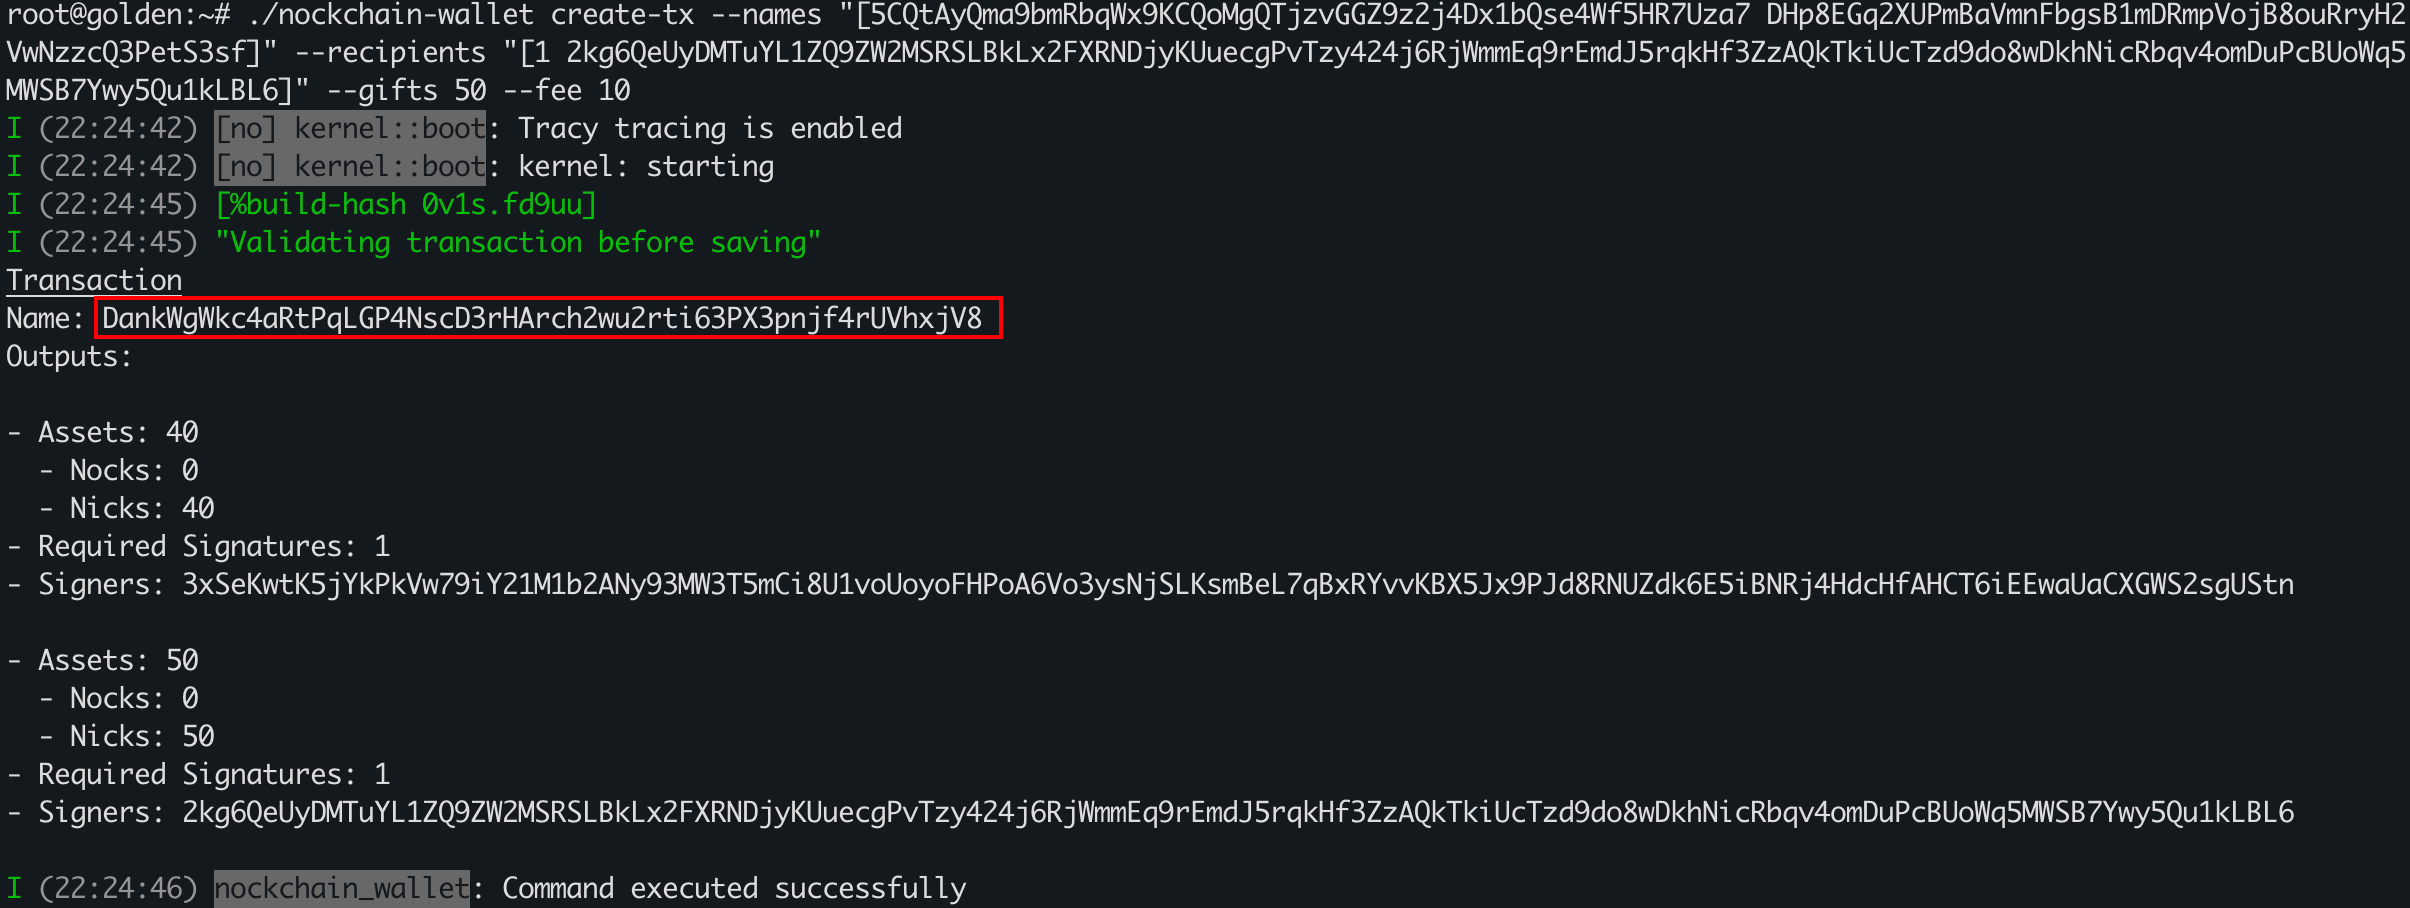 root@golden:~# ./nockchain-wallet create-tx --names "[5CQtAyQma9bmRbqWx9KCQoMgQTjzvGGZ9z2j4Dx1bQse4Wf5HR7Uza7 DHp8EGq2XUPmBaVmnFbgsB1mDRmpVojB8ouRryH2
VwNzzcQ3PetS3sf]" --recipients "[1 2kg6QeUyDMTuYL1ZQ9ZW2MSRSLBkLx2FXRNDjyKUuecgPvTzy424j6RjWmmEq9rEmdJ5rqkHf3ZzAQkTkiUcTzd9do8wDkhNicRbqv4omDuPcBUoWq5
MWSB7Ywy5Qu1kLBL6]" --gifts 50 --fee 10
I (22:24:42) [no] kernel::boot: Tracy tracing is enabled
I (22:24:42) [no] kernel::boot: kernel: starting
I (22:24:45) [%build-hash 0v1s.fd9uu]
I (22:24:45) "Validating transaction before saving"
Transaction
Name: DankWgWkc4aRtPqLGP4NscD3rHArch2wu2rti63PX3pnjf4rUVhxjV8
Outputs:
- Assets: 40
- Nocks: 0
- Nicks: 40
- Required Signatures: 1
- Signers: 3xSeKwtK5jYkPkVw79iY21M1b2ANy93MW3T5mCi8U1voUoyoFHPoA6Vo3ysNjSLKsmBeL7qBxRYvvKBX5Jx9PJd8RNUZdk6E5iBNRj4HdcHfAHCT6iEEwaUaCXGWS2sgUStn
- Assets: 50
- Nocks: 0
- Nicks: 50
- Required Signatures: 1
- Signers: 2kg6QeUyDMTuYL1ZQ9ZW2MSRSLBkLx2FXRNDjyKUuecgPvTzy424j6RjWmmEq9rEmdJ5rqkHf3ZzAQkTkiUcTzd9do8wDkhNicRbqv4omDuPcBUoWq5MWSB7Ywy5Qu1kLBL6
I (22:24:46) nockchain_wallet: Command executed successfully